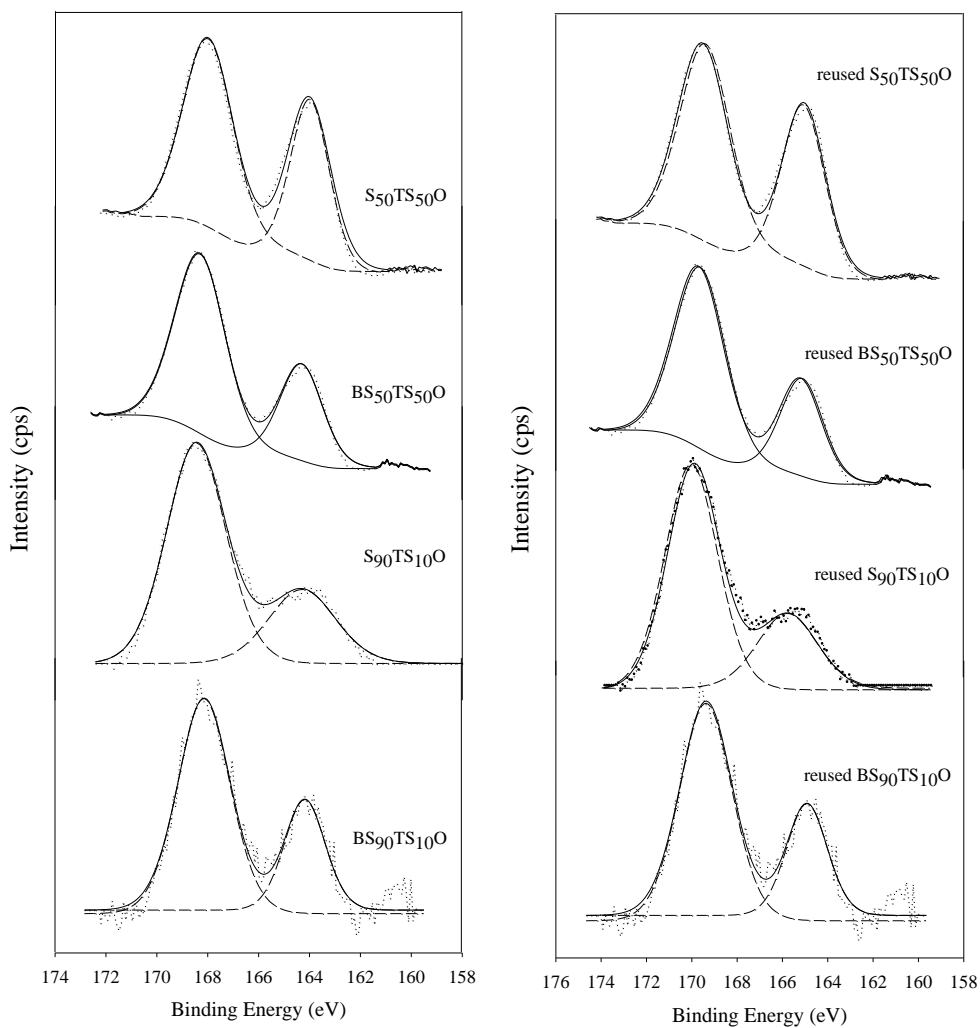 S50TS50O
BS50TS50O
S90TS10O
BS90TS10O
Intensity (cps)
174 172 170 168 166 164 162 160 158
Binding Energy (eV)
reused S50TS50O
reused BS50TS50O
reused S90TS10O
reused BS90TS10O
Intensity (cps)
176 174 172 170 168 166 164 162 160 158
Binding Energy (eV)